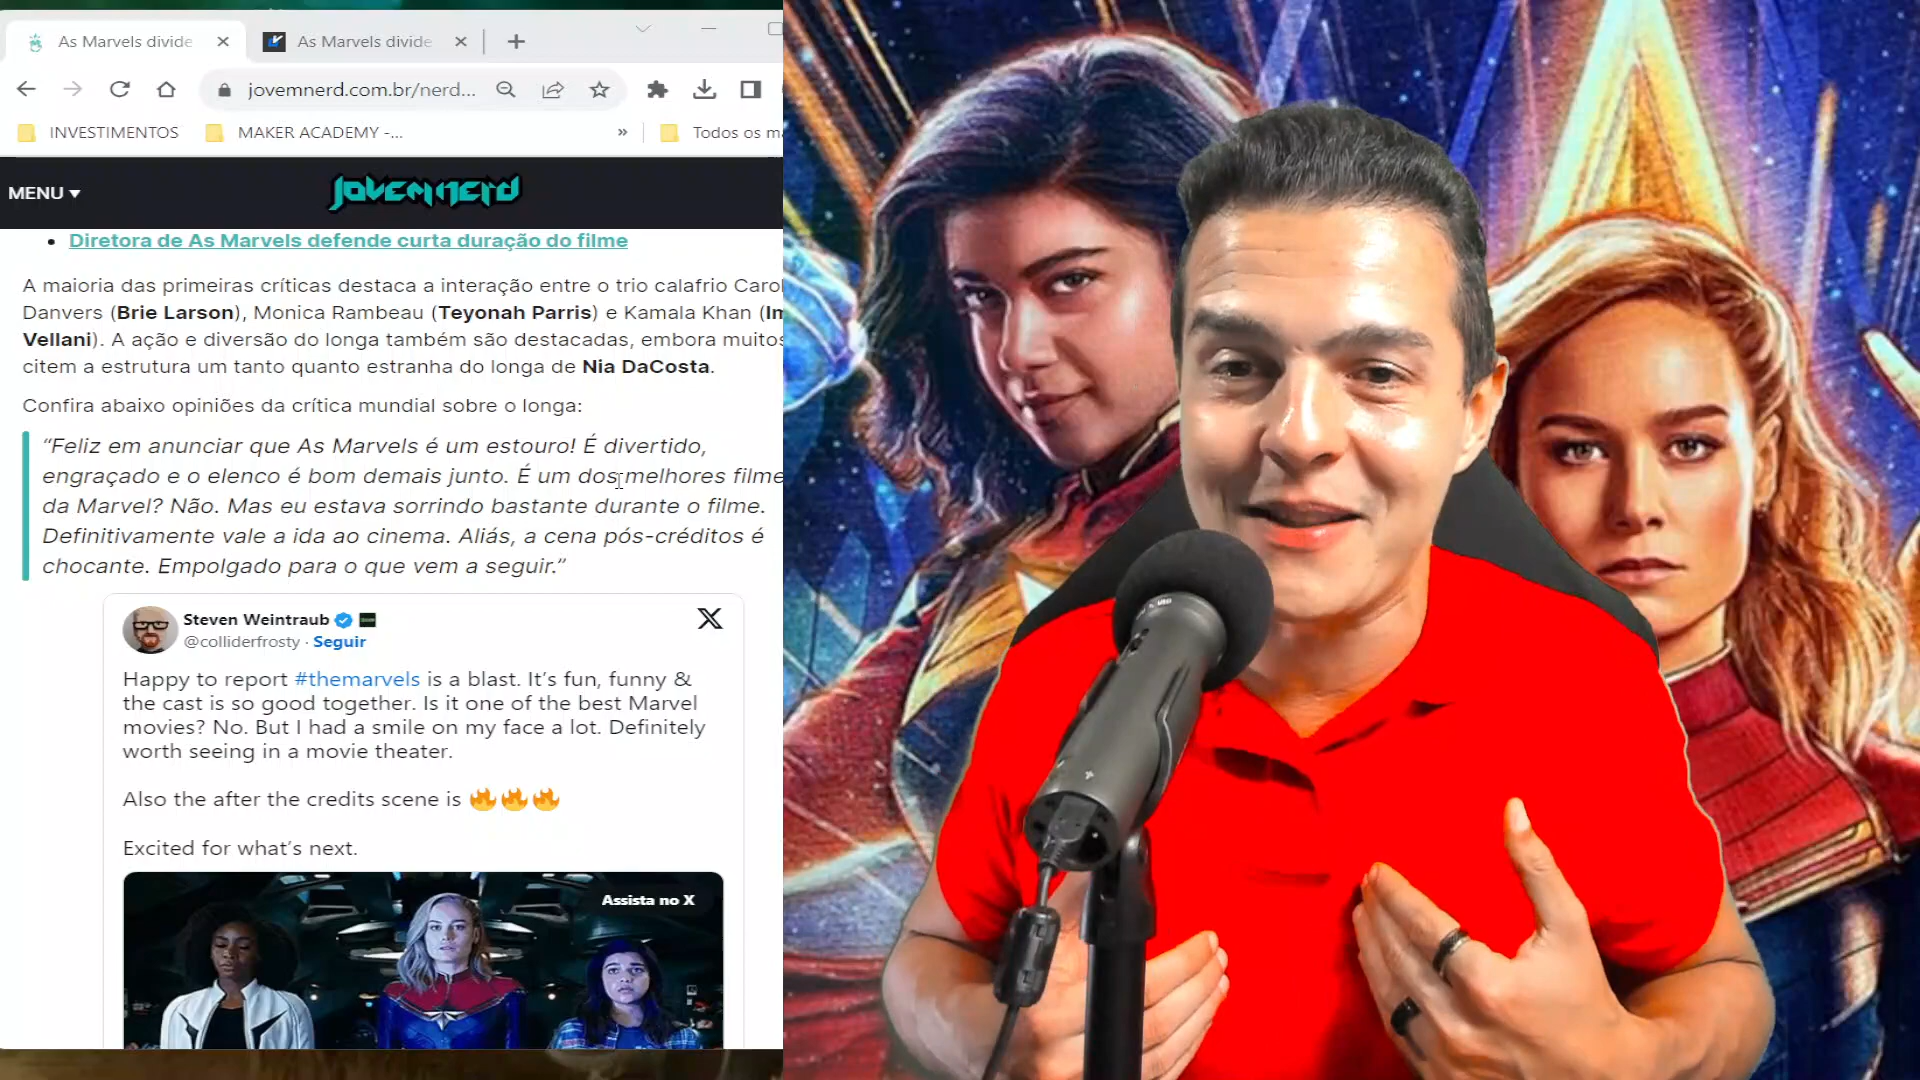 As Marvels divide
As Marvels divide
jovemnerd.com.br/nerd...
INVESTIMENTOS
MAKER ACADEMY -...
»
Todos os ma
MENU
JOVEM NERD
• Diretora de As Marvels defende curta duração do filme
A maioria das primeiras críticas destaca a interação entre o trio calafrio Carol
Danvers (Brie Larson), Monica Rambeau (Teyonah Parris) e Kamala Khan (Im
Vellani). A ação e diversão do longa também são destacadas, embora muitos
citem a estrutura um tanto quanto estranha do longa de Nia DaCosta.
Confira abaixo opiniões da crítica mundial sobre o longa:
“Feliz em anunciar que As Marvels é um estouro! É divertido,
engraçado e o elenco é bom demais junto. É um dos melhores filme
da Marvel? Não. Mas eu estava sorrindo bastante durante o filme.
Definitivamente vale a ida ao cinema. Aliás, a cena pós-créditos é
chocante. Empolgado para o que vem a seguir.”
Steven Weintraub
@colliderfrosty · Seguir
Happy to report #themarvels is a blast. It’s fun, funny &
the cast is so good together. Is it one of the best Marvel
movies? No. But I had a smile on my face a lot. Definitely
worth seeing in a movie theater.
Also the after the credits scene is 🔥🔥🔥
Excited for what’s next.
Assista no X